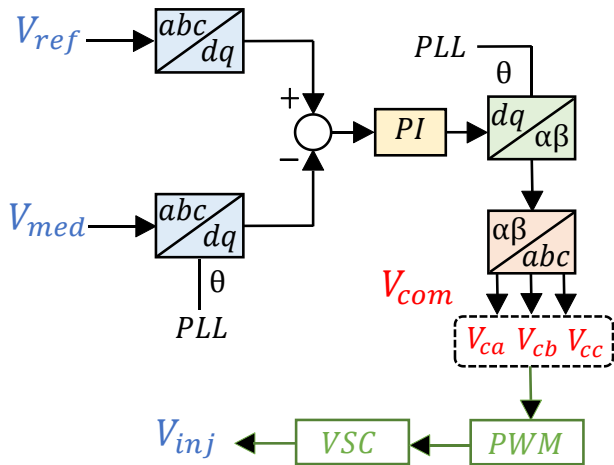 V_ref
abc
dq
+
−
V_med
abc
dq
θ
PLL
PI
PLL
θ
dq
αβ
αβ
abc
V_com
V_ca V_cb V_cc
V_inj
VSC
PWM